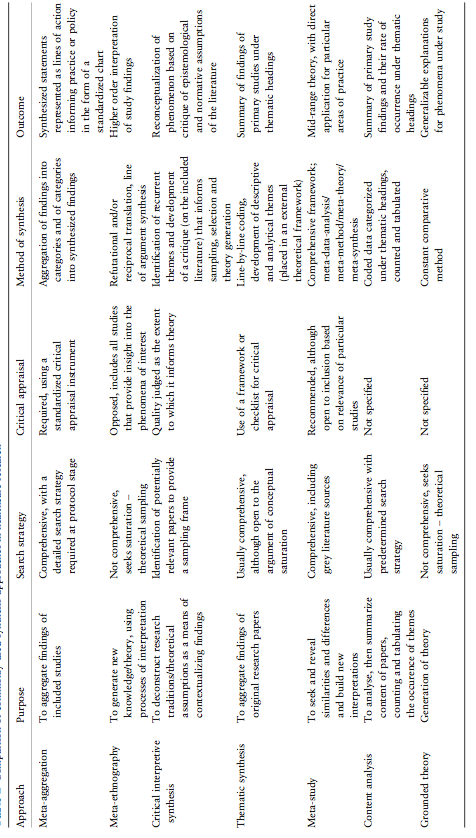 Approach
Purpose
Search strategy
Critical appraisal
Method of synthesis
Outcome
Meta-aggregation
To aggregate findings of
included studies
Comprehensive, with a
detailed search strategy
required at protocol stage
Required, using a
standardized critical
appraisal instrument
Aggregation of findings into
categories and of categories
into synthesized findings
Synthesized statements
represented as lines of action
informing practice or policy
in the form of a
standardized chart
Meta-ethnography
To generate new
knowledge/theory, using
processes of interpretation
Not comprehensive,
seeks saturation –
theoretical sampling
Opposed, includes all studies
that provide insight into the
phenomena of interest
Refutational and/or
reciprocal translation, line
of argument synthesis
Higher order interpretation
of study findings
Critical interpretive
synthesis
To deconstruct research
traditions/theoretical
assumptions as a means of
contextualizing findings
Identification of potentially
relevant papers to provide
a sampling frame
Quality judged as the extent
to which it informs theory
Identification of recurrent
themes and development
of a critique (on the included
literature) that informs
sampling, selection and
theory generation
Reconceptualization of
phenomenon based on
critique of epistemological
and normative assumptions
of the literature
Thematic synthesis
To aggregate findings of
original research papers
Usually comprehensive,
although open to the
argument of conceptual
saturation
Use of a framework or
checklist for critical
appraisal
Line-by-line coding,
development of descriptive
and analytical themes
(placed in an external
theoretical framework)
Summary of findings of
primary studies under
thematic headings
Meta-study
To seek and reveal
similarities and differences
and build new
interpretations
Comprehensive, including
grey literature sources
Recommended, although
open to inclusion based
on relevance of particular
studies
Comprehensive framework;
meta-data-analysis/
meta-method/meta-theory/
meta-synthesis
Mid-range theory, with direct
application for particular
areas of practice
Content analysis
To analyse, then summarize
content of papers,
counting and tabulating
the occurence of themes
Usually comprehensive with
predetermined search
strategy
Not specified
Coded data categorized
under thematic headings,
counted and tabulated
Summary of primary study
findings and their rate of
occurrence under thematic
headings
Grounded theory
Generation of theory
Not comprehensive, seeks
saturation – theoretical
sampling
Not specified
Constant comparative
method
Generalizable explanations
for phenomena under study